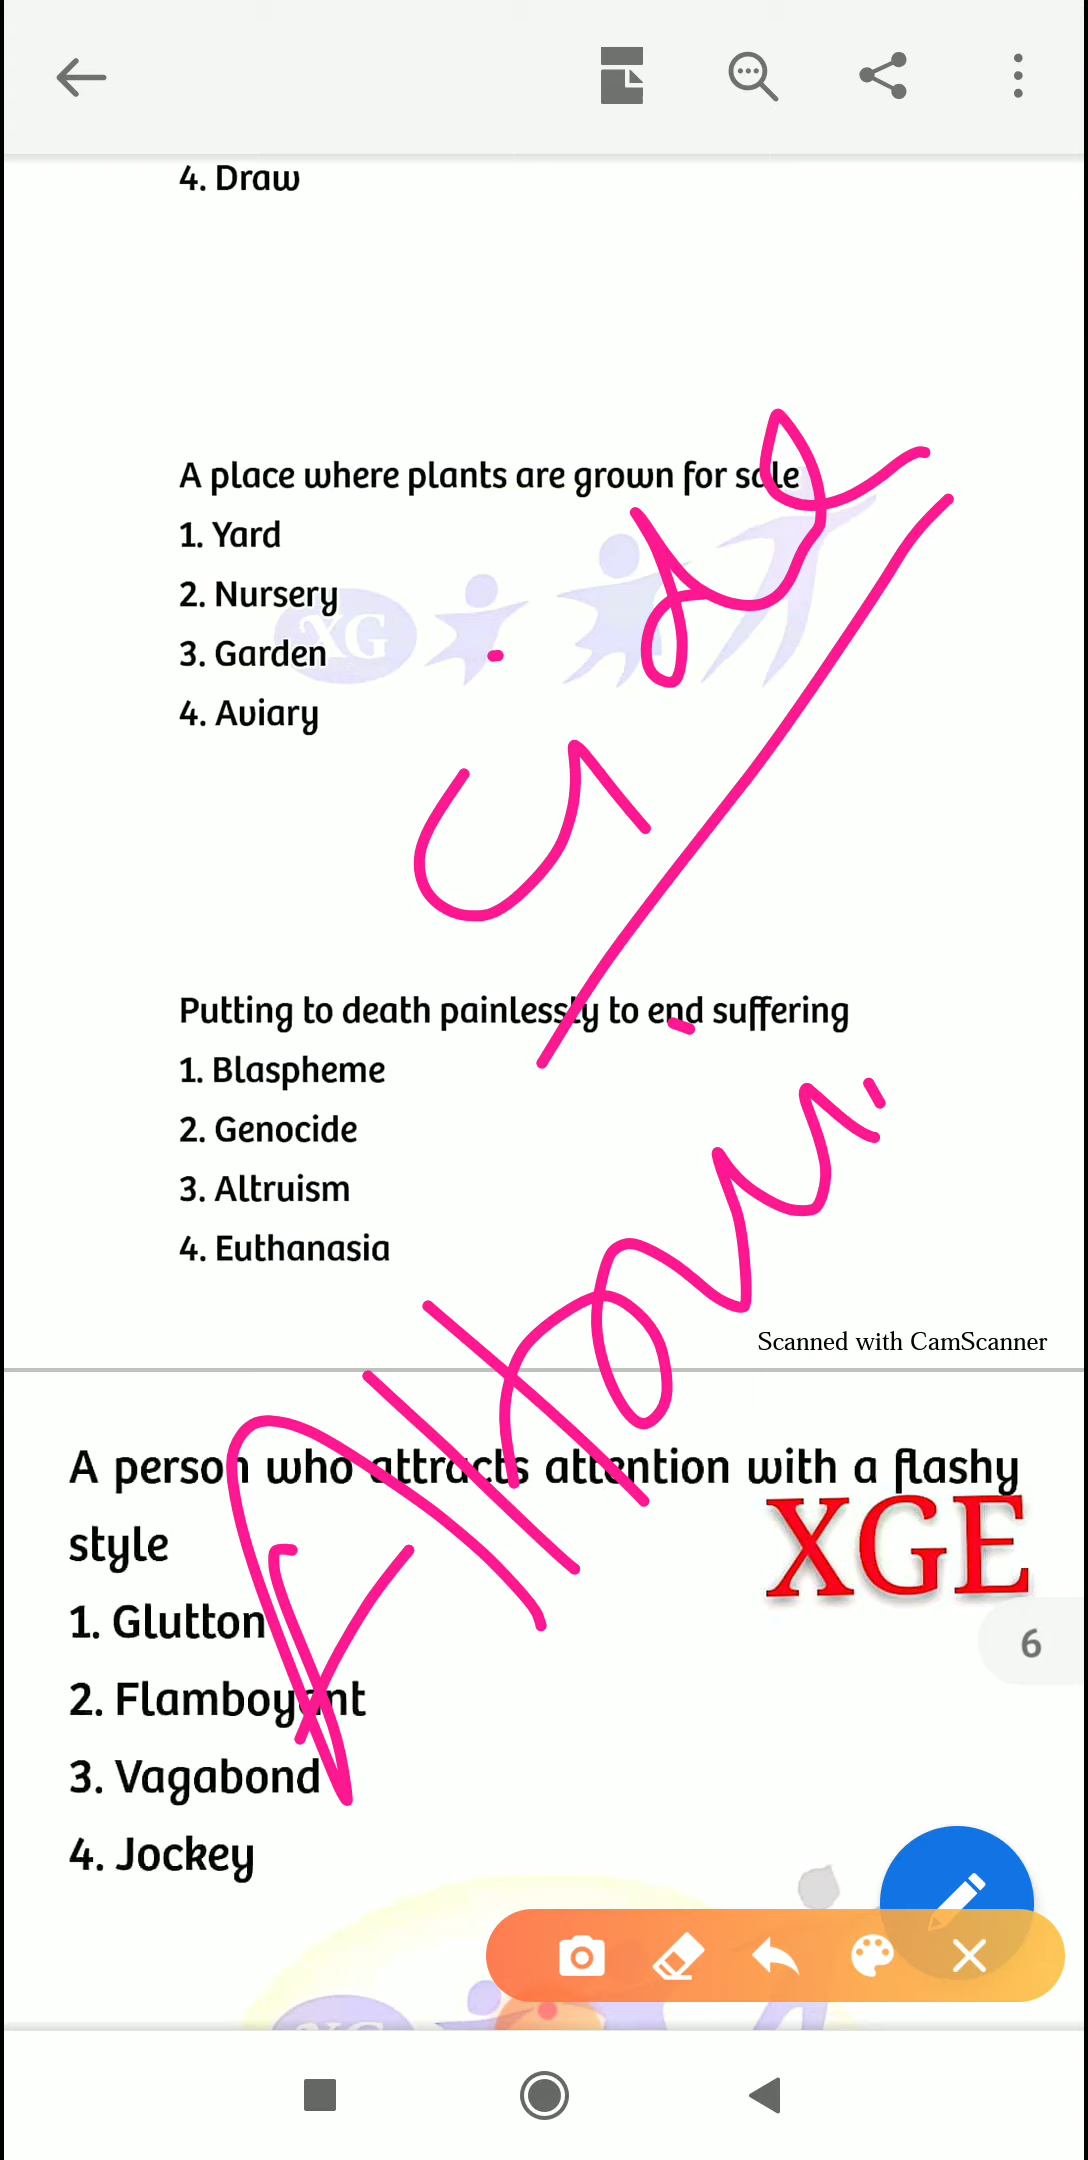 4. Draw
A place where plants are grown for sale
1. Yard
2. Nursery
XG
3. Garden
4. Aviary
Putting to death painlessly to end suffering
1. Blaspheme
2. Genocide
3. Altruism
4. Euthanasia
Scanned with CamScanner
A person who attracts attention with a flashy
style
XGE
1. Glutton
6
2. Flamboyant
3. Vagabond
4. Jockey